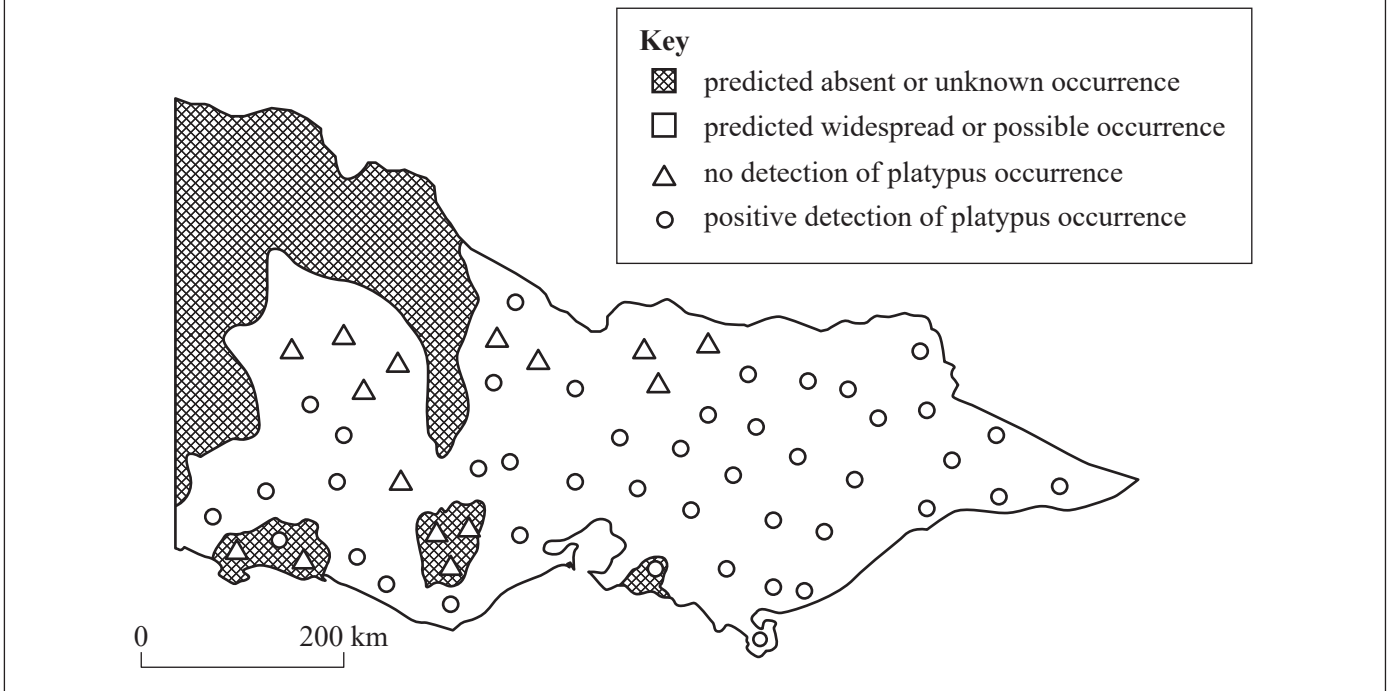 Key
predicted absent or unknown occurrence
predicted widespread or possible occurrence
no detection of platypus occurrence
positive detection of platypus occurrence
0 200 km